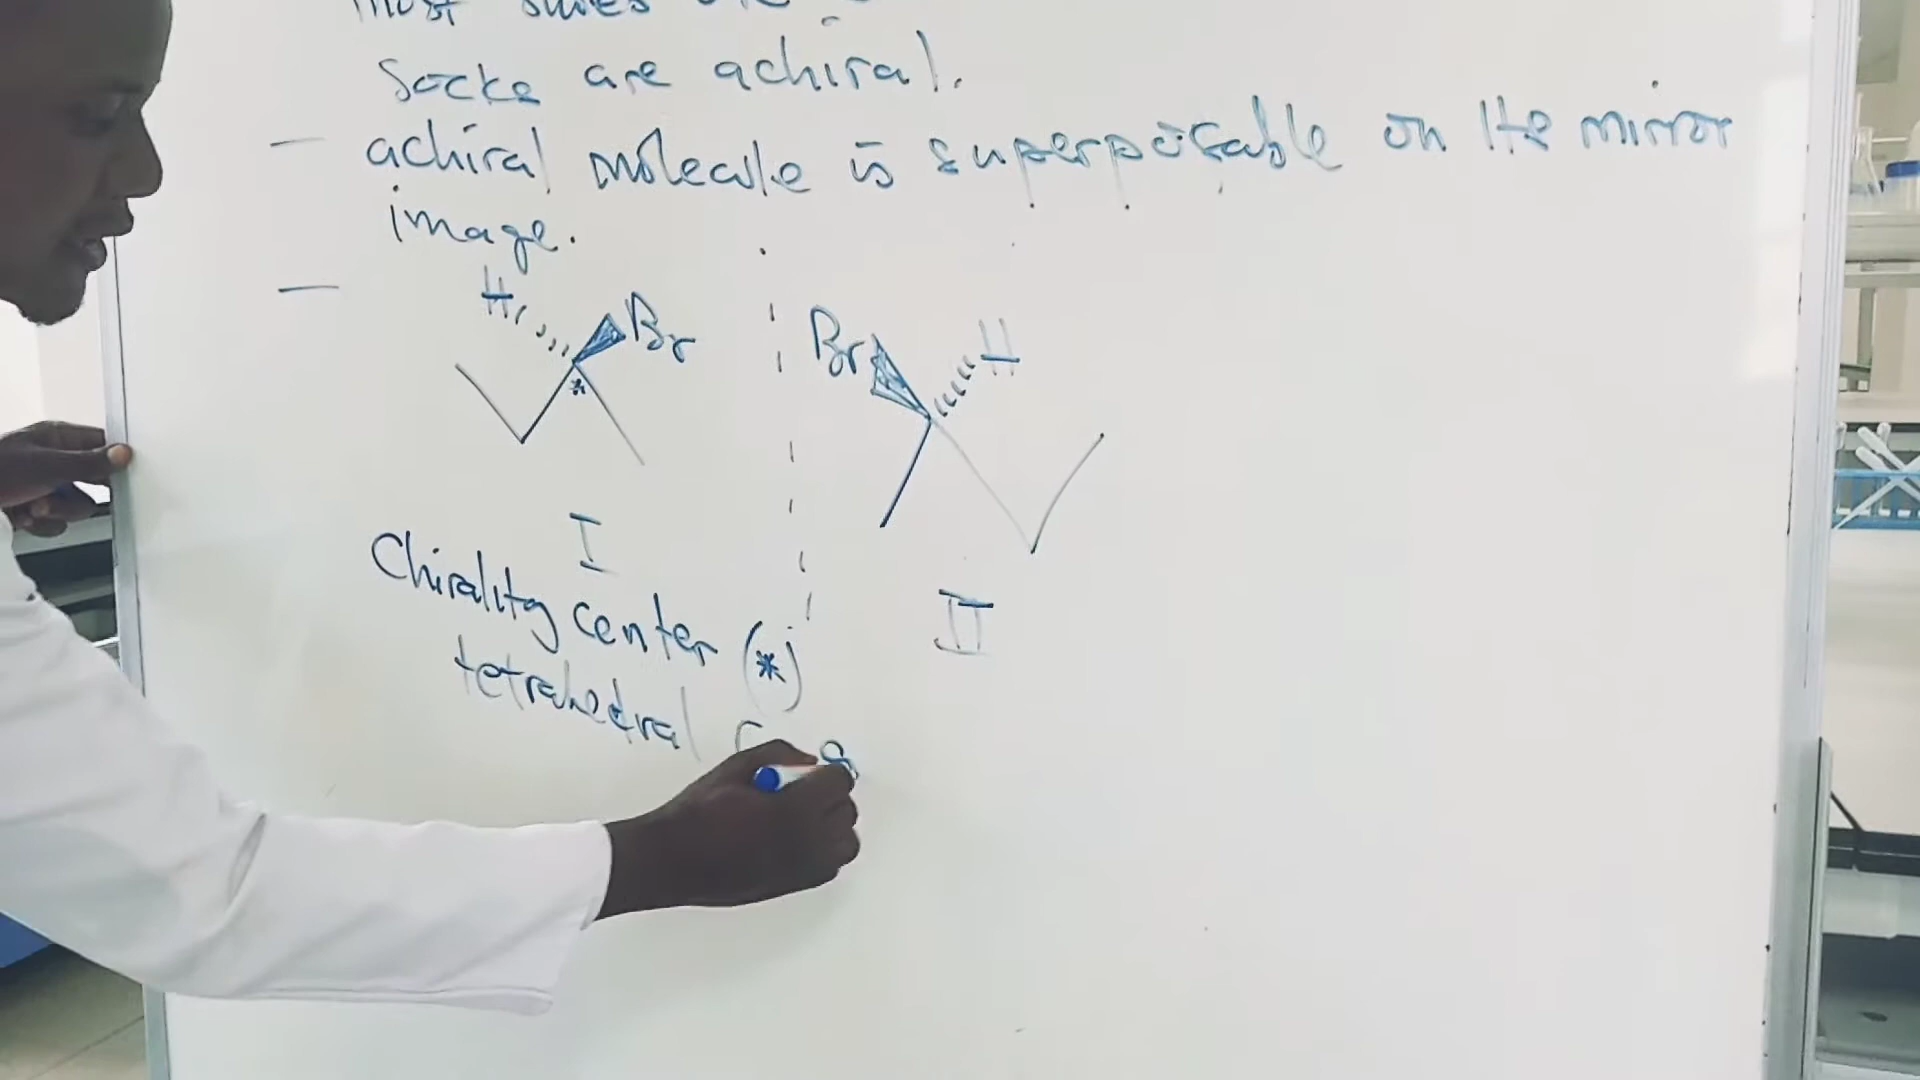 Socks are achiral.
– achiral molecule is superposable on the mirror
image.
–
H Br Br H
*
I
II
Chirality center (*)
tetrahedral